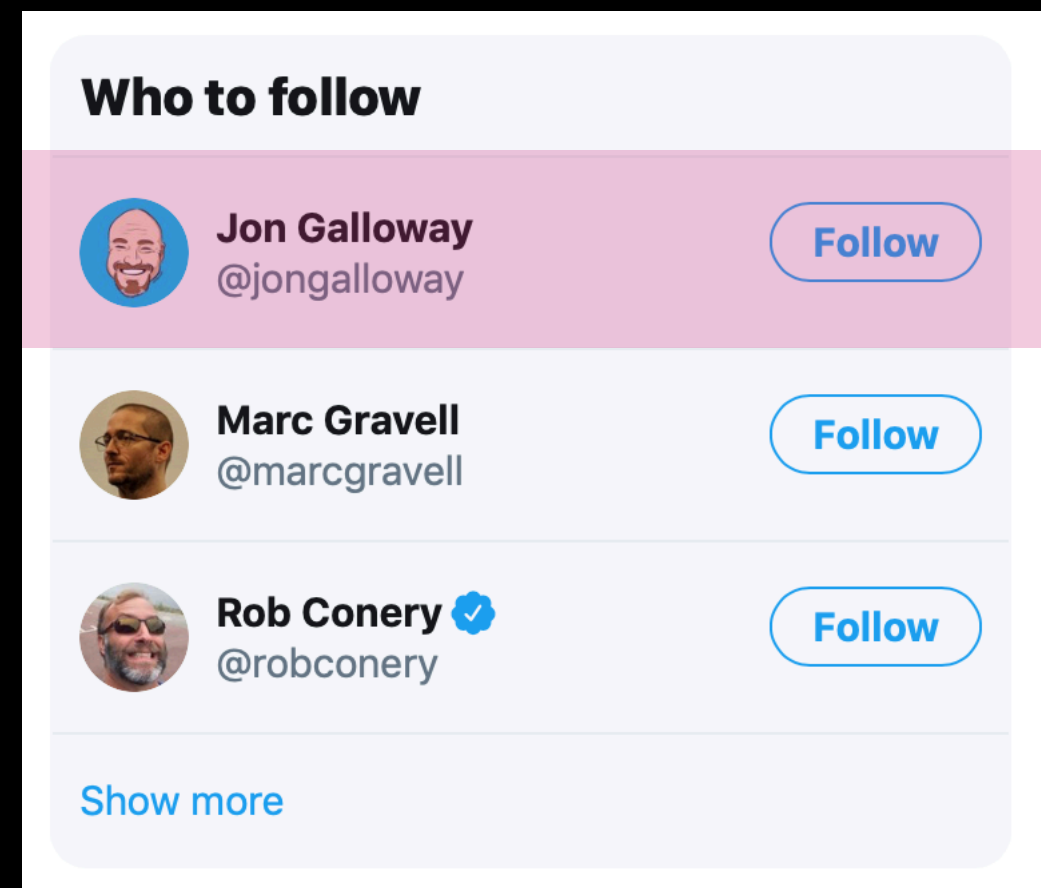 Who to follow
Jon Galloway
@jongalloway
Follow
Marc Gravell
@marcgravell
Follow
Rob Conery
@robconery
Follow
Show more